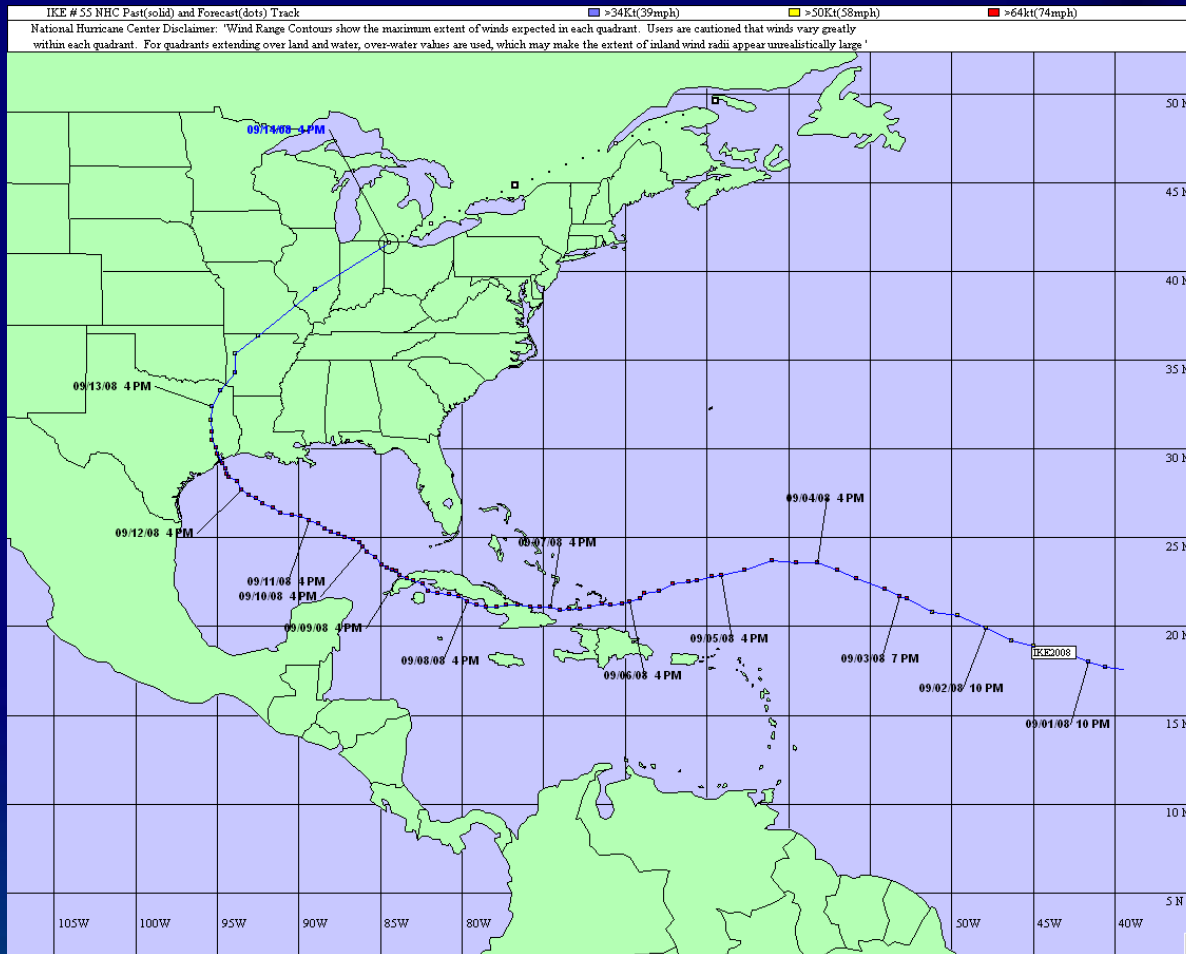 IKE # 55 NHC Past(solid) and Forecast(dots) Track >34Kt(39mph) >50Kt(58mph) >64kt(74mph)
National Hurricane Center Disclaimer: 'Wind Range Contours show the maximum extent of winds expected in each quadrant. Users are cautioned that winds vary greatly
within each quadrant. For quadrants extending over land and water, over-water values are used, which may make the extent of inland wind radii appear unrealistically large '
50 N
09/14/08 4 PM
45 N
40 N
35 N
09/13/08 4 PM
30 N
09/04/08 4 PM
09/12/08 4 PM
09/07/08 4 PM
25 N
09/11/08 4 PM
09/10/08 4 PM
09/09/08 4 PM
20 N
09/05/08 4 PM
IKE2008
09/08/08 4 PM
09/03/08 7 PM
09/06/08 4 PM
09/02/08 10 PM
09/01/08 10 PM
15 N
10 N
5 N
105W 100W 95W 90W 85W 80W 50W 45W 40W